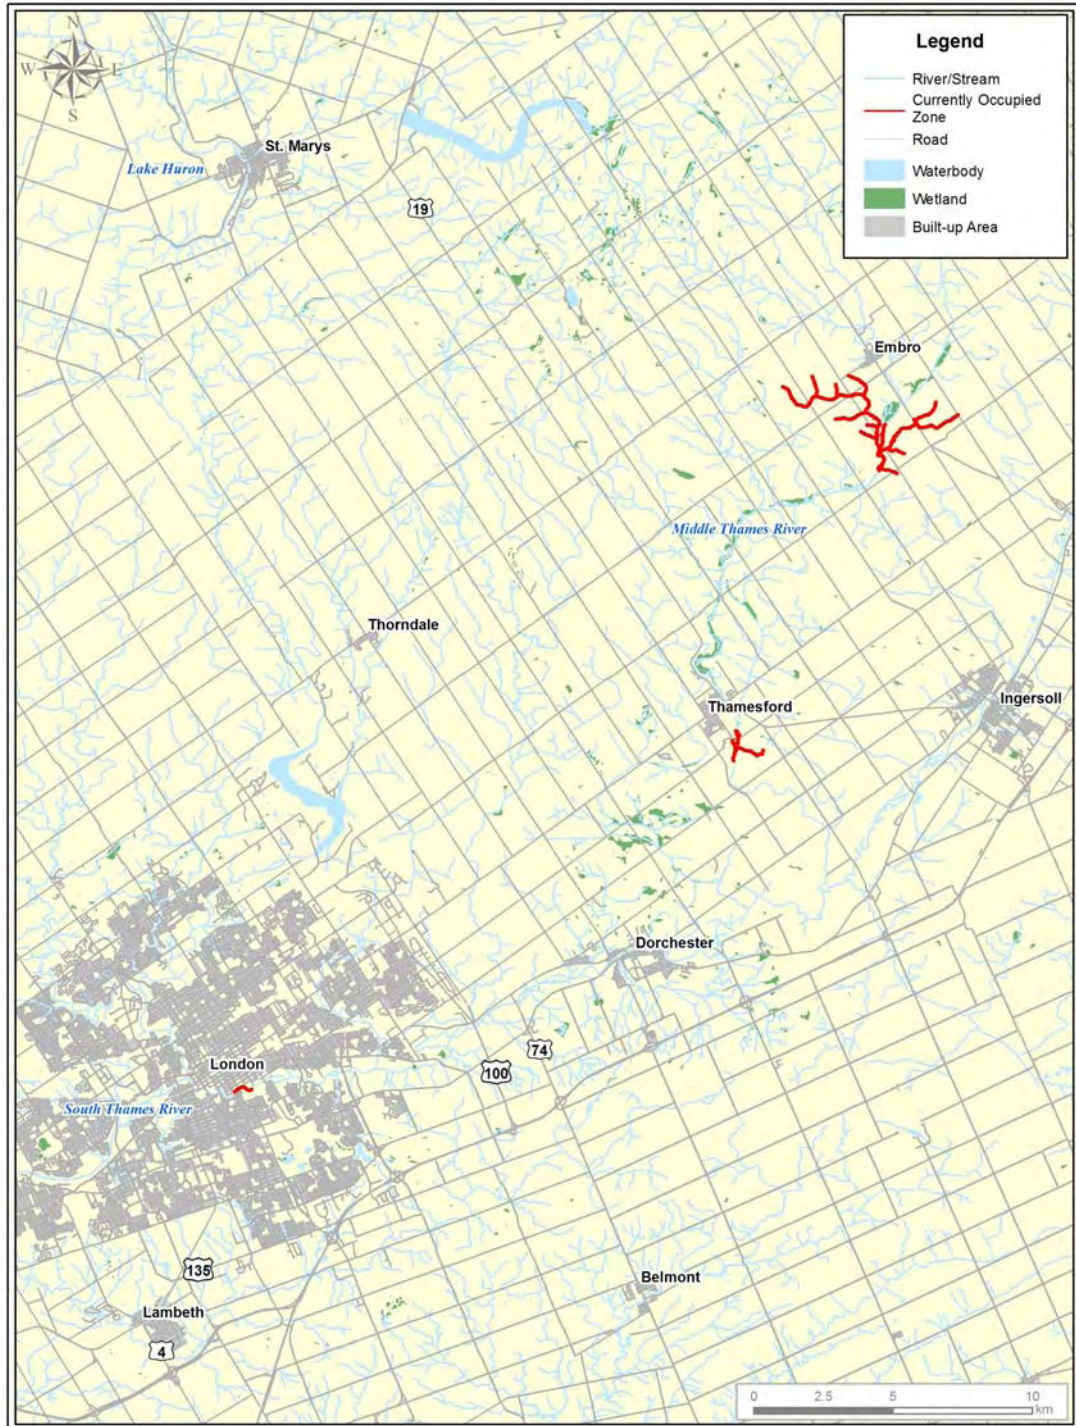 N
W E
S
Legend
River/Stream
Currently Occupied
Zone
Road
Waterbody
Wetland
Built-up Area
St. Marys
Lake Huron
19
Embro
Middle Thames River
Thorndale
Thamesford
Ingersoll
Dorchester
74
100
London
South Thames River
135
Belmont
Lambeth
4
0 2.5 5 10
km